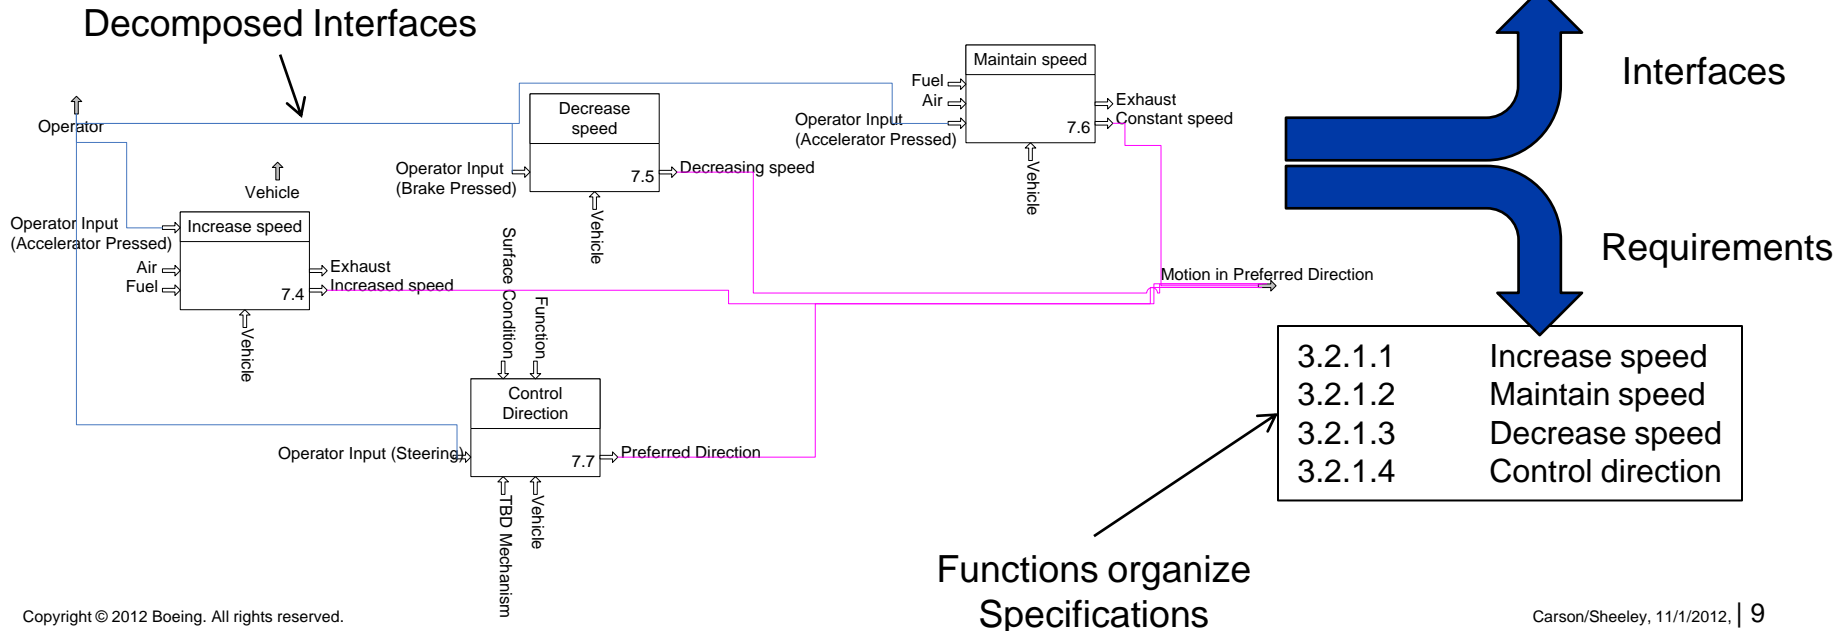 Decomposed Interfaces
Operator
Vehicle
Operator Input
(Accelerator Pressed)
Air
Fuel
Increase speed
7.4
Exhaust
Increased speed
Vehicle
Decrease
speed
7.5
Operator Input
(Brake Pressed)
Decreasing speed
Vehicle
Maintain speed
7.6
Fuel
Air
Operator Input
(Accelerator Pressed)
Exhaust
Constant speed
Vehicle
Surface Condition
Function
Control
Direction
7.7
Operator Input (Steering)
Preferred Direction
TBD Mechanism
Vehicle
Motion in Preferred Direction
Interfaces
Requirements
3.2.1.1 Increase speed
3.2.1.2 Maintain speed
3.2.1.3 Decrease speed
3.2.1.4 Control direction
Functions organize
Specifications
Copyright © 2012 Boeing. All rights reserved.
Carson/Sheeley, 11/1/2012, | 9